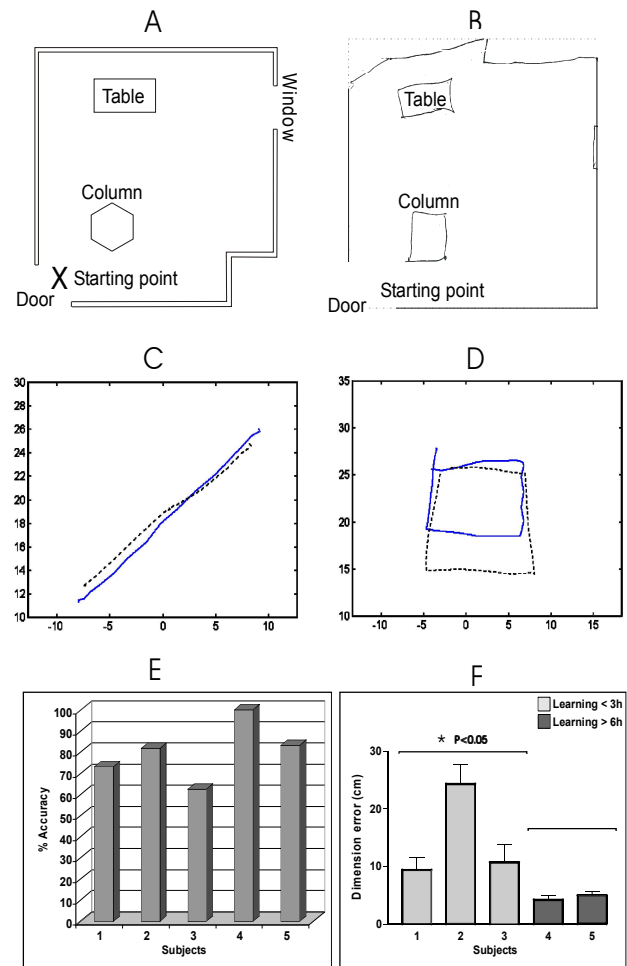 A
Table
Window
Column
X Starting point
Door
B
Table
Column
Starting point
Door
C
30
28
26
24
22
20
18
16
14
12
10
-10 -5 0 5 10
D
35
30
25
20
15
10
-10 -5 0 5 10 15
E
100
90
80
70
60
50
40
30
20
10
0
% Accuracy
1 2 3 4 5
Subjects
F
Learning < 3h
Learning > 6h
* P<0.05
30
20
10
0
Dimension error (cm)
1 2 3 4 5
Subjects